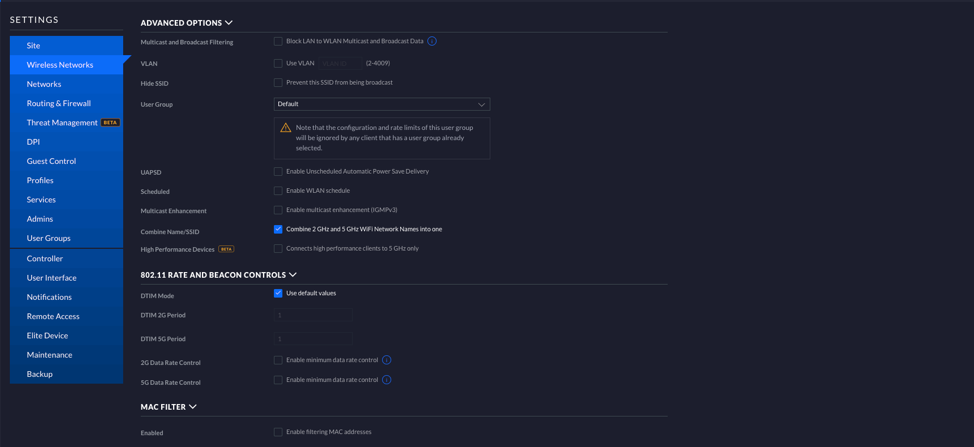 SETTINGS
Site
Wireless Networks
Networks
Routing & Firewall
Threat Management BETA
DPI
Guest Control
Profiles
Services
Admins
User Groups
Controller
User Interface
Notifications
Remote Access
Elite Device
Maintenance
Backup
ADVANCED OPTIONS
Multicast and Broadcast Filtering
Block LAN to WLAN Multicast and Broadcast Data
VLAN
Use VLAN
(2-4009)
Hide SSID
Prevent this SSID from being broadcast
User Group
Default
Note that the configuration and rate limits of this user group
will be ignored by any client that has a user group already
selected.
UAPSD
Enable Unscheduled Automatic Power Save Delivery
Scheduled
Enable WLAN schedule
Multicast Enhancement
Enable multicast enhancement (IGMPv3)
Combine Name/SSID
Combine 2 GHz and 5 GHz WiFi Network Names into one
High Performance Devices BETA
Connects high performance clients to 5 GHz only
802.11 RATE AND BEACON CONTROLS
DTIM Mode
Use default values
DTIM 2G Period
1
DTIM 5G Period
1
2G Data Rate Control
Enable minimum data rate control
5G Data Rate Control
Enable minimum data rate control
MAC FILTER
Enabled
Enable filtering MAC addresses